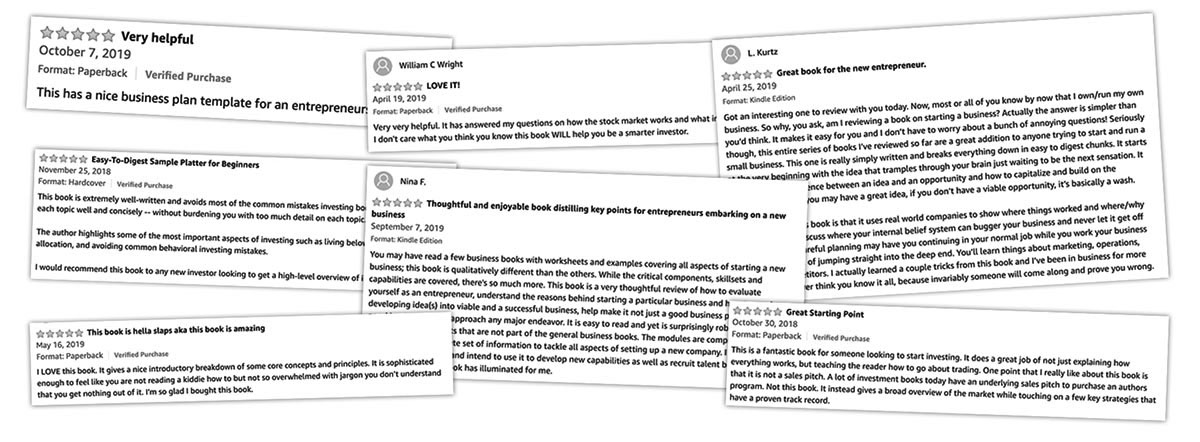 Very helpful
October 7, 2019
Format: Paperback | Verified Purchase
This has a nice business plan template for an entrepreneur
William C Wright
LOVE IT!
April 19, 2019
Format: Paperback | Verified Purchase
Very very helpful. It has answered my questions on how the stock market works and what in
I don't care what you think you know this book WILL help you be a smarter investor.
L. Kurtz
Great book for the new entrepreneur.
April 25, 2019
Format: Kindle Edition
Got an interesting one to review with you today. Now, most or all of you know by now that I own/run my own
business. So why, you ask, am I reviewing a book on starting a business? Actually the answer is simpler than
you'd think. It makes it easy for you and I don't have to worry about a bunch of annoying questions! Seriously
though, this entire series of books I've reviewed so far are a great addition to anyone trying to start and run a
small business. This one is really simply written and breaks everything down in easy to digest chunks. It starts
the very beginning with the idea that tramples through your brain just waiting to be the next sensation. It
ence between an idea and an opportunity and how to capitalize and build on the
you may have a great idea, if you don't have a viable opportunity, it's basically a wash.
s book is that it uses real world companies to show where things worked and where/why
scuss where your internal belief system can bugger your business and never let it get off
reful planning may have you continuing in your normal job while you work your business
of jumping straight into the deep end. You'll learn things about marketing, operations,
titors. I actually learned a couple tricks from this book and I've been in business for more
er think you know it all, because invariably someone will come along and prove you wrong.
Easy-To-Digest Sample Platter for Beginners
November 25, 2018
Format: Hardcover | Verified Purchase
This book is extremely well-written and avoids most of the common mistakes investing bo
each topic well and concisely -- without burdening you with too much detail on each topic
The author highlights some of the most important aspects of investing such as living belov
allocation, and avoiding common behavioral investing mistakes.
I would recommend this book to any new investor looking to get a high-level overview of i
Nina F.
Thoughtful and enjoyable book distilling key points for entrepreneurs embarking on a new
business
September 7, 2019
Format: Kindle Edition
You may have read a few business books with worksheets and examples covering all aspects of starting a new
business; this book is qualitatively different than the others. While the critical components, skillsets and
capabilities are covered, there's so much more. This book is a very thoughtful review of how to evaluate
yourself as an entrepreneur, understand the reasons behind starting a particular business and h
developing idea(s) into viable and a successful business, help make it not just a good business p
approach any major endeavor. It is easy to read and yet is surprisingly rob
ts that are not part of the general business books. The modules are comp
te set of information to tackle all aspects of setting up a new company. I
and intend to use it to develop new capabilities as well as recruit talent b
ok has illuminated for me.
This book is hella slaps aka this book is amazing
May 16, 2019
Format: Paperback | Verified Purchase
I LOVE this book. It gives a nice introductory breakdown of some core concepts and principles. It is sophisticated
enough to feel like you are not reading a kiddie how to but not so overwhelmed with jargon you don't understand
that you get nothing out of it. I'm so glad I bought this book.
Great Starting Point
October 30, 2018
Format: Paperback | Verified Purchase
This is a fantastic book for someone looking to start investing. It does a great job of not just explaining how
everything works, but teaching the reader how to go about trading. One point that I really like about this book is
that it is not a sales pitch. A lot of investment books today have an underlying sales pitch to purchase an authors
program. Not this book. It instead gives a broad overview of the market while touching on a few key strategies that
have a proven track record.